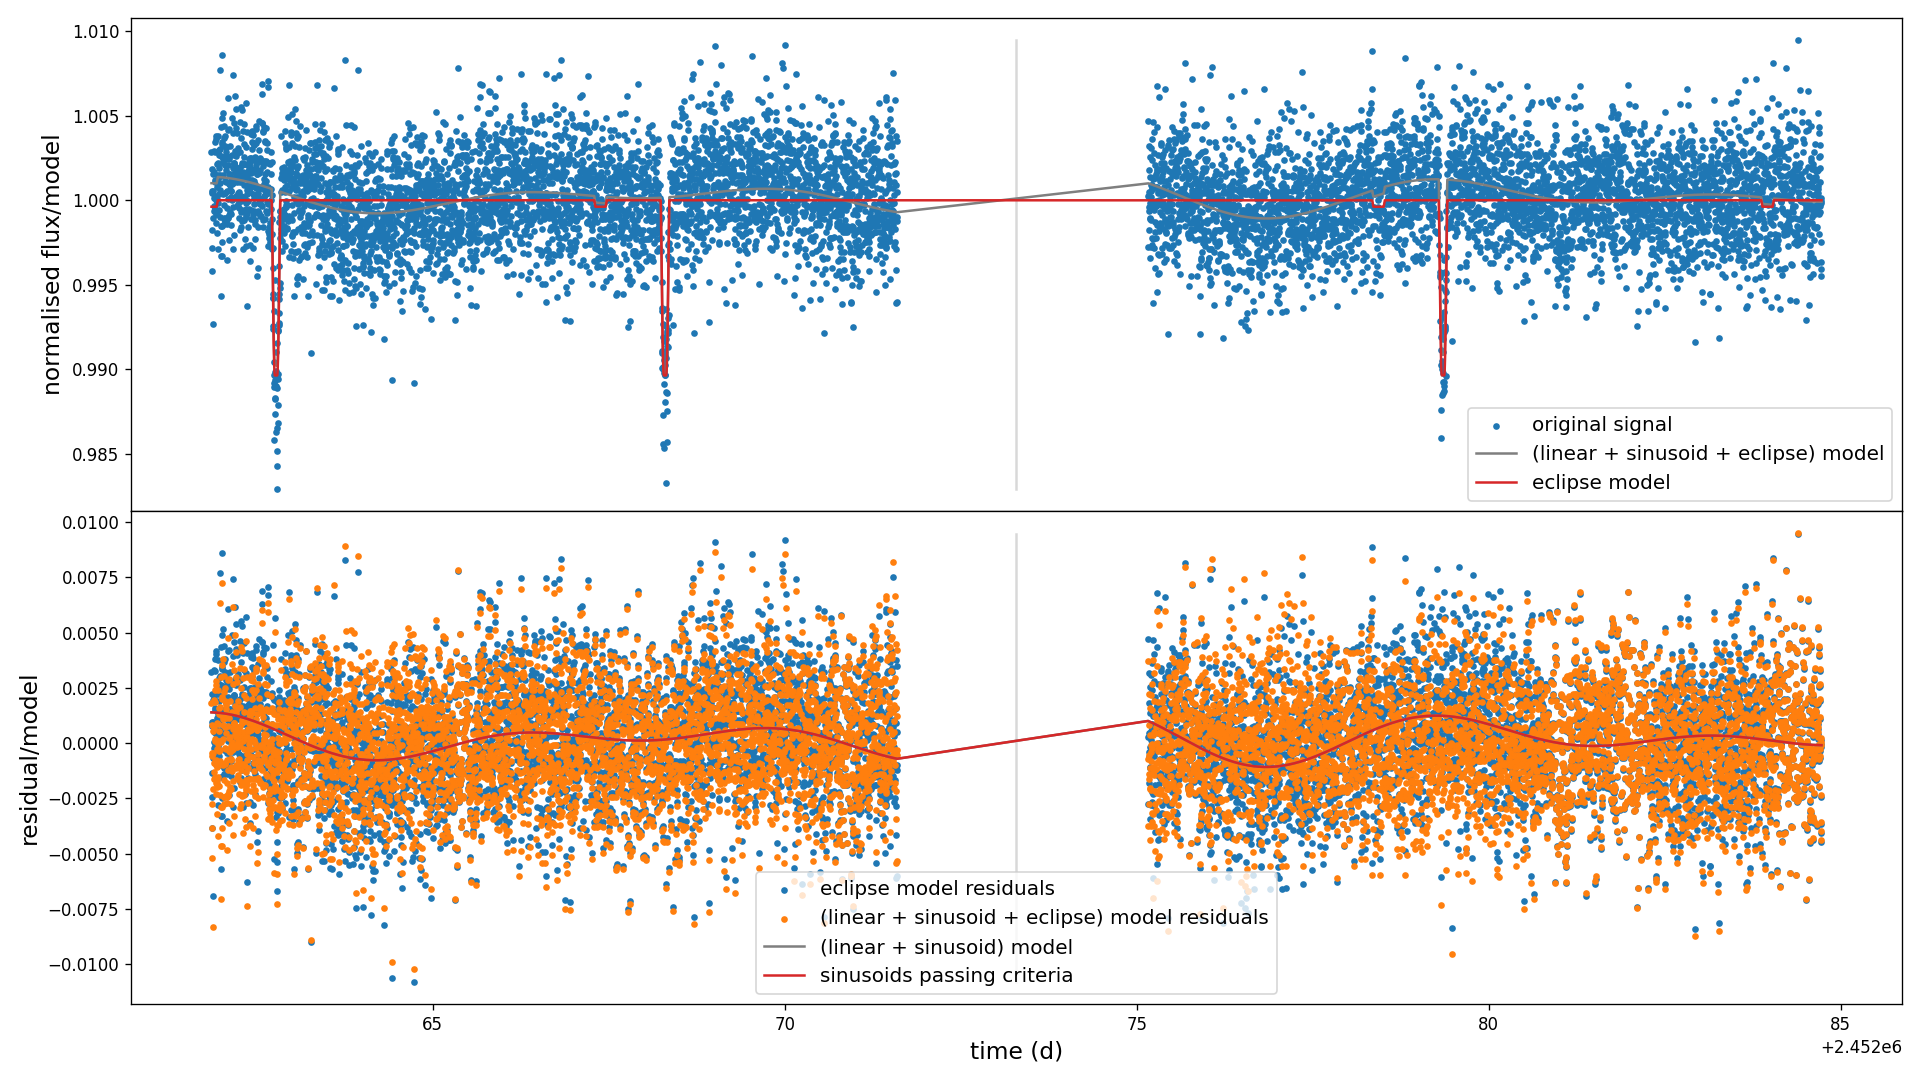 normalised flux/model
1.010
1.005
1.000
0.995
0.990
0.985
original signal
(linear + sinusoid + eclipse) model
eclipse model
residual/model
0.0100
0.0075
0.0050
0.0025
0.0000
−0.0025
−0.0050
−0.0075
−0.0100
eclipse model residuals
(linear + sinusoid + eclipse) model residuals
(linear + sinusoid) model
sinusoids passing criteria
65 70 75 80 85
+2.452e6
time (d)